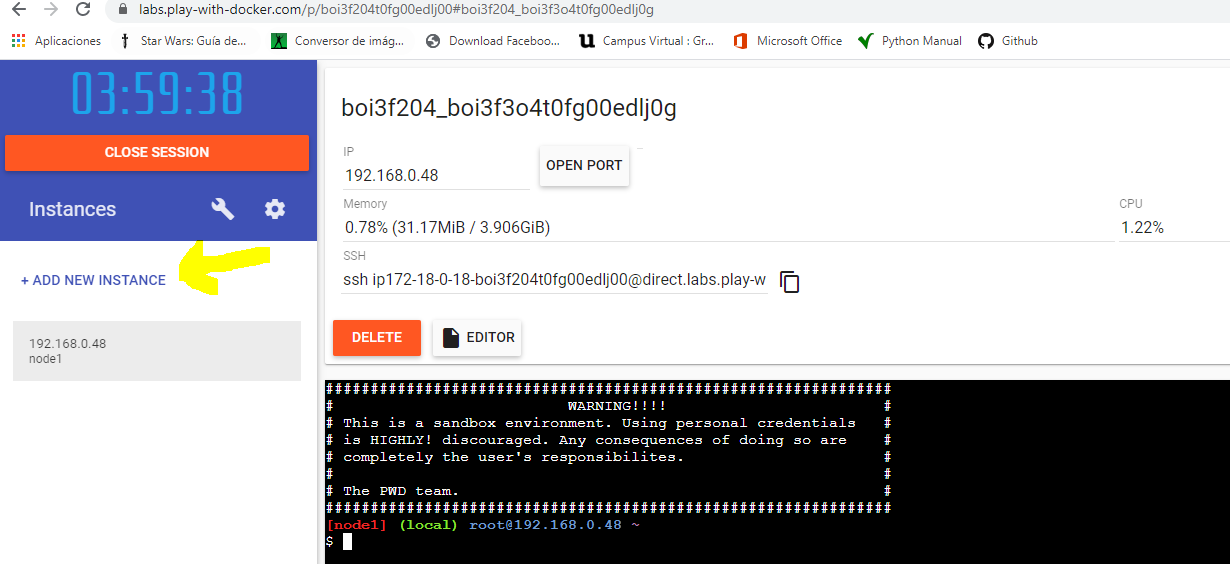 labs.play-with-docker.com/p/boi3f204t0fg00edlj00#boi3f204_boi3f3o4t0fg00edlj0g
Aplicaciones
Star Wars: Guía de...
Conversor de imág...
Download Faceboo...
Campus Virtual : Gr...
Microsoft Office
Python Manual
Github
03:59:38
CLOSE SESSION
Instances
+ ADD NEW INSTANCE
192.168.0.48
node1
boi3f204_boi3f3o4t0fg00edlj0g
IP
192.168.0.48
OPEN PORT
Memory
0.78% (31.17MiB / 3.906GiB)
CPU
1.22%
SSH
ssh ip172-18-0-18-boi3f204t0fg00edlj00@direct.labs.play-w
DELETE
EDITOR
###############################################################
# WARNING!!!! #
# This is a sandbox environment. Using personal credentials #
# is HIGHLY! discouraged. Any consequences of doing so are #
# completely the user's responsibilites. #
# #
# The PWD team. #
###############################################################
[node1] (local) root@192.168.0.48 ~
$